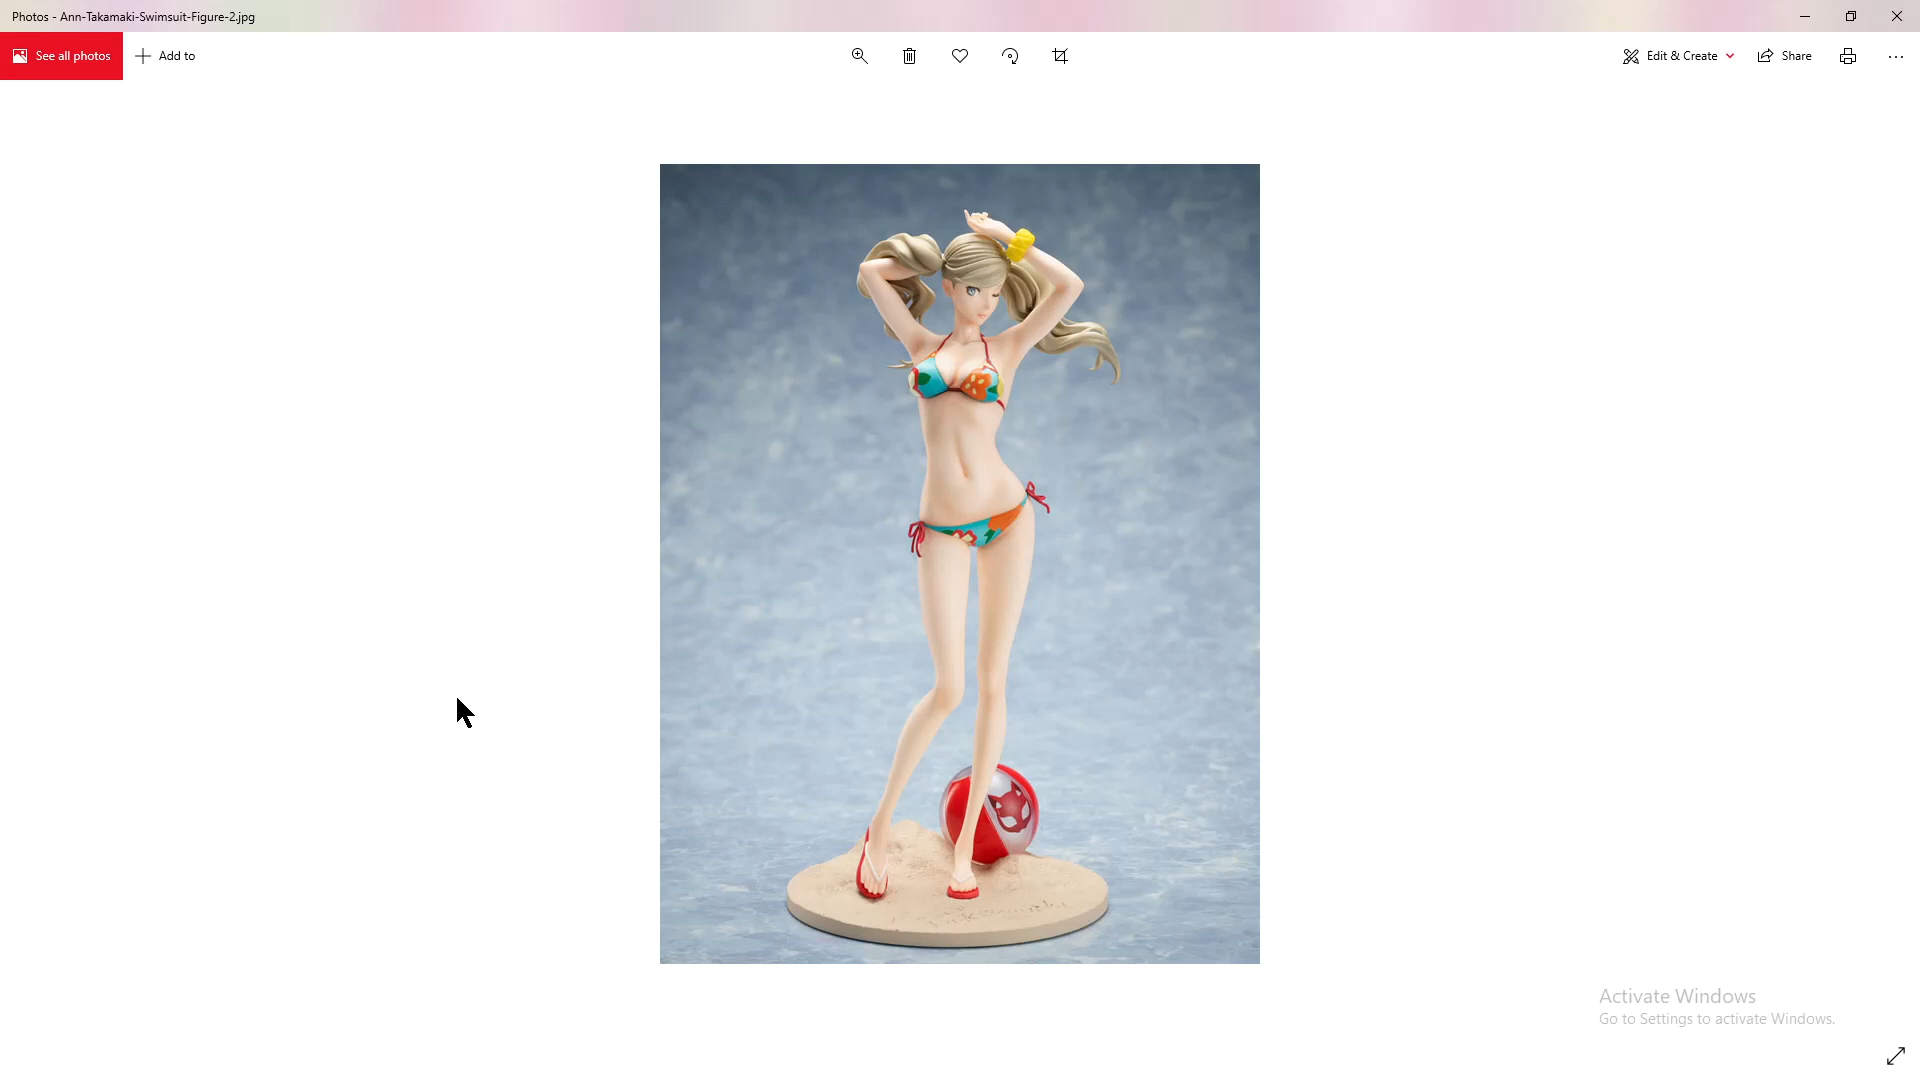 Photos - Ann-Takamaki-Swimsuit-Figure-2.jpg
See all photos
Add to
Edit & Create
Share
Activate Windows
Go to Settings to activate Windows.